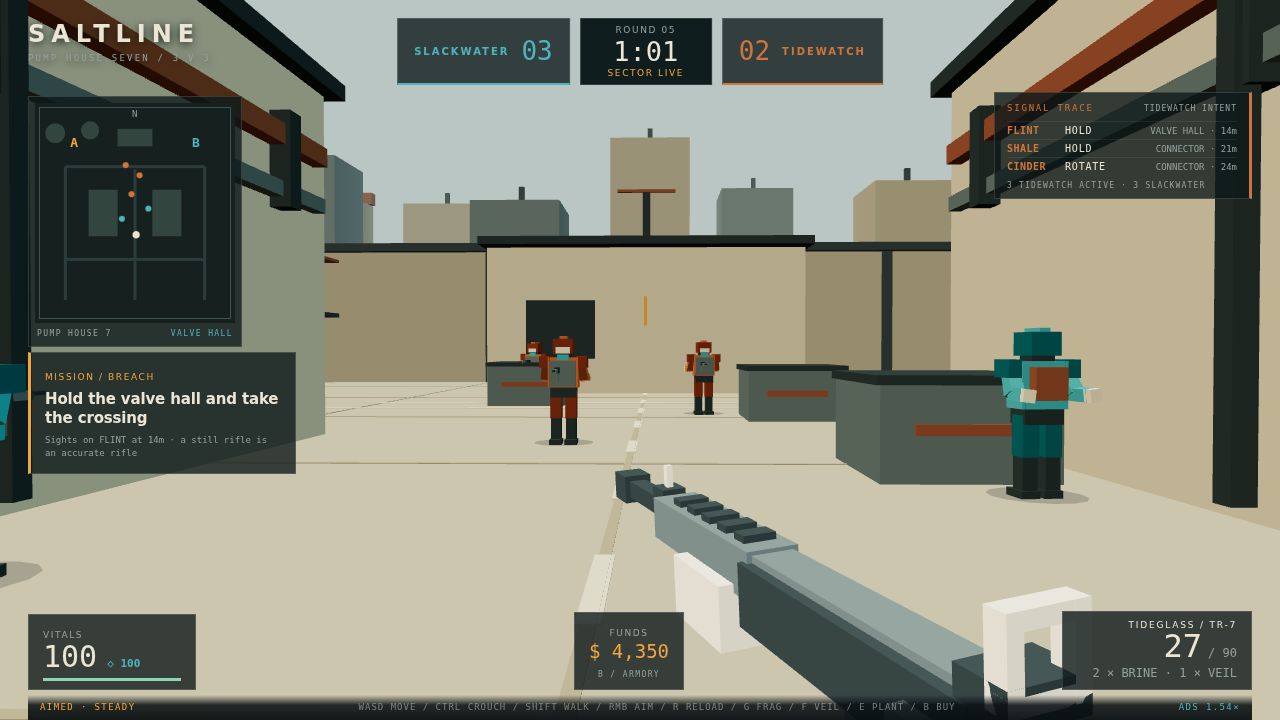 SALTLINE
PUMP HOUSE SEVEN / 3 V 3
SLACKWATER 03
ROUND 05
1:01
SECTOR LIVE
02 TIDEWATCH
N
A B
PUMP HOUSE 7 VALVE HALL
SIGNAL TRACE TIDEWATCH INTENT
FLINT HOLD VALVE HALL · 14m
SHALE HOLD CONNECTOR · 21m
CINDER ROTATE CONNECTOR · 24m
3 TIDEWATCH ACTIVE · 3 SLACKWATER
MISSION / BREACH
Hold the valve hall and take
the crossing
Sights on FLINT at 14m · a still rifle is
an accurate rifle
VITALS
100 ◇ 100
FUNDS
$ 4,350
B / ARMORY
TIDEGLASS / TR-7
27 / 90
2 × BRINE · 1 × VEIL
AIMED · STEADY WASD MOVE / CTRL CROUCH / SHIFT WALK / RMB AIM / R RELOAD / G FRAG / F VEIL / E PLANT / B BUY ADS 1.54×